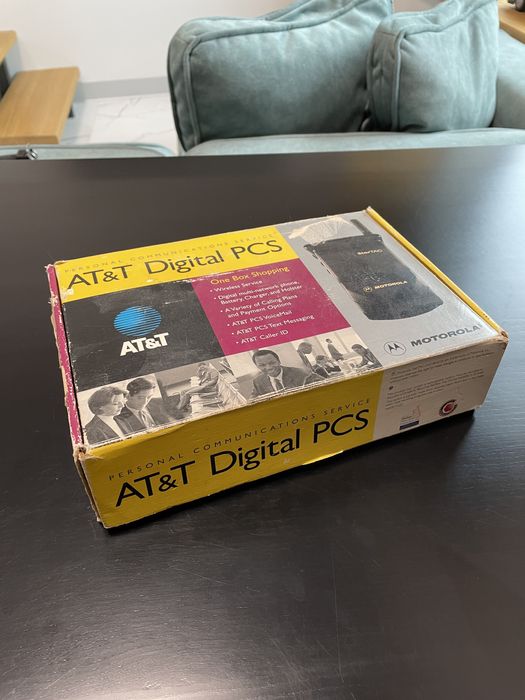 PERSONAL COMMUNICATIONS SERVICE
AT&T Digital PCS
One Box Shopping
• Wireless Service
• Digital multi-network phone,
Battery, Charger, and Holster
• A Variety of Calling Plans
and Payment Options
• AT&T PCS VoiceMail
• AT&T PCS Text Messaging
• AT&T Caller ID
AT&T
StarTAC
MOTOROLA
MOTOROLA
PERSONAL COMMUNICATIONS SERVICE
AT&T Digital PCS